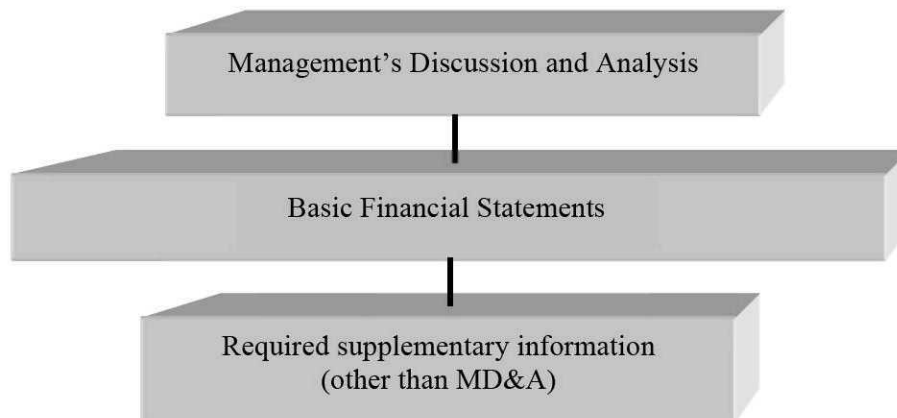 Management’s Discussion and Analysis
Basic Financial Statements
Required supplementary information
(other than MD&A)